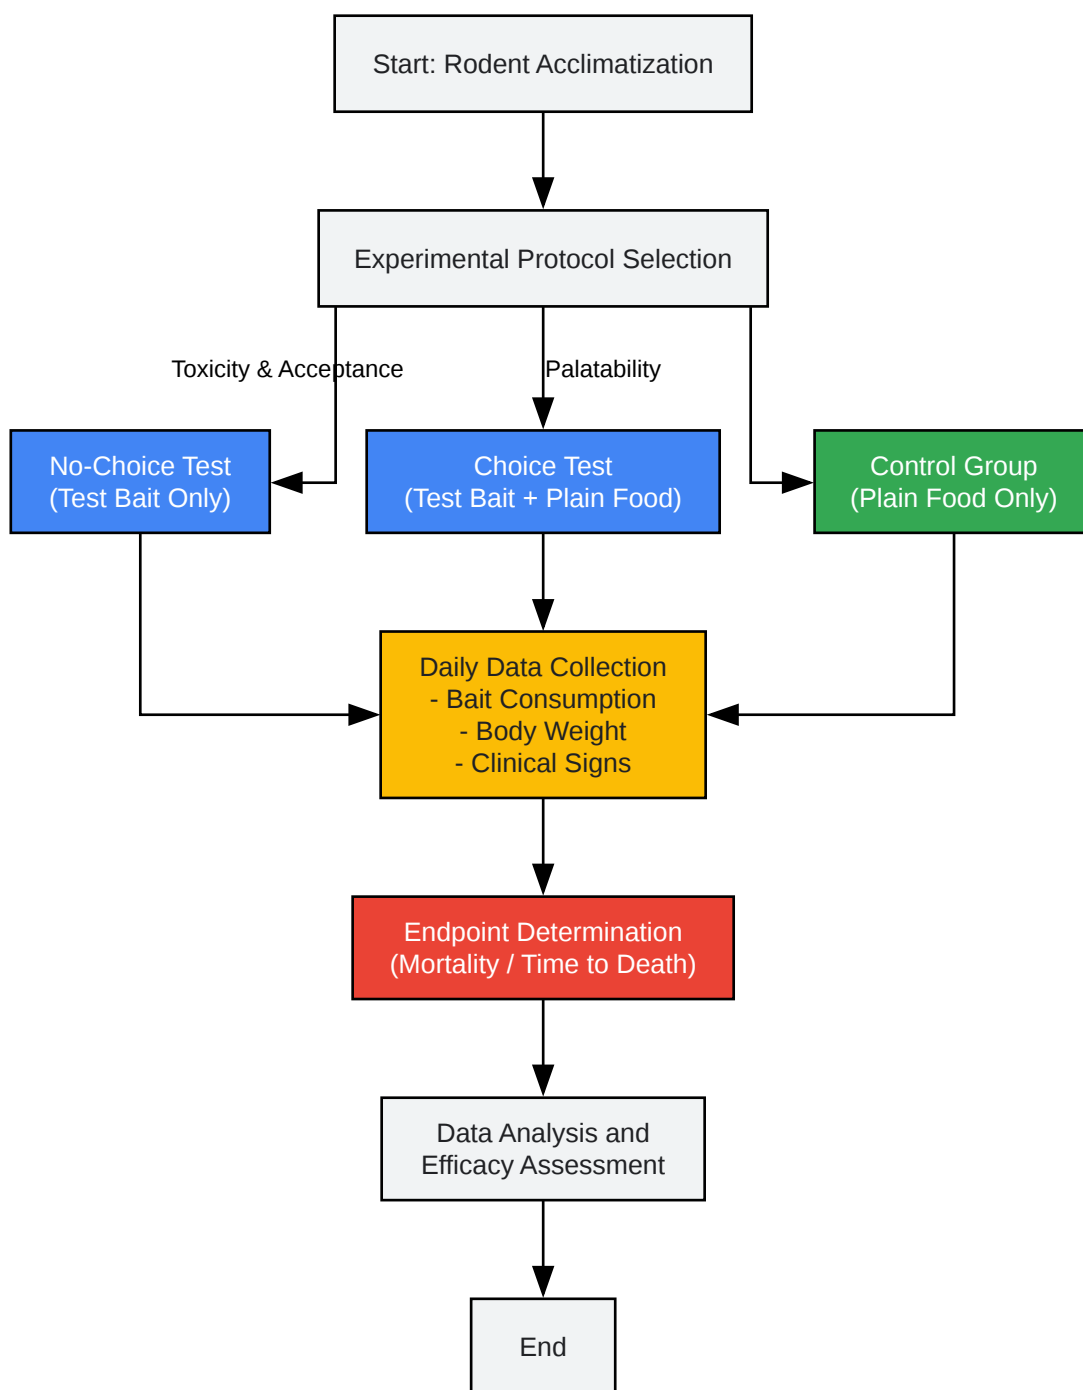 Start: Rodent Acclimatization
Experimental Protocol Selection
Toxicity & Acceptance
Palatability
No-Choice Test
(Test Bait Only)
Choice Test
(Test Bait + Plain Food)
Control Group
(Plain Food Only)
Daily Data Collection
- Bait Consumption
- Body Weight
- Clinical Signs
Endpoint Determination
(Mortality / Time to Death)
Data Analysis and
Efficacy Assessment
End